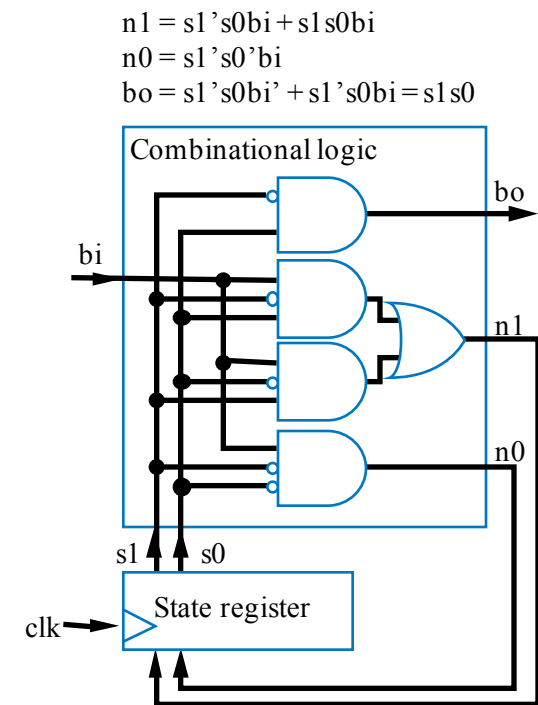 n1 = s1’s0bi + s1s0bi
n0 = s1’s0’bi
bo = s1’s0bi’ + s1’s0bi = s1s0
Combinational logic
bo
bi
n1
n0
s1 s0
State register
clk